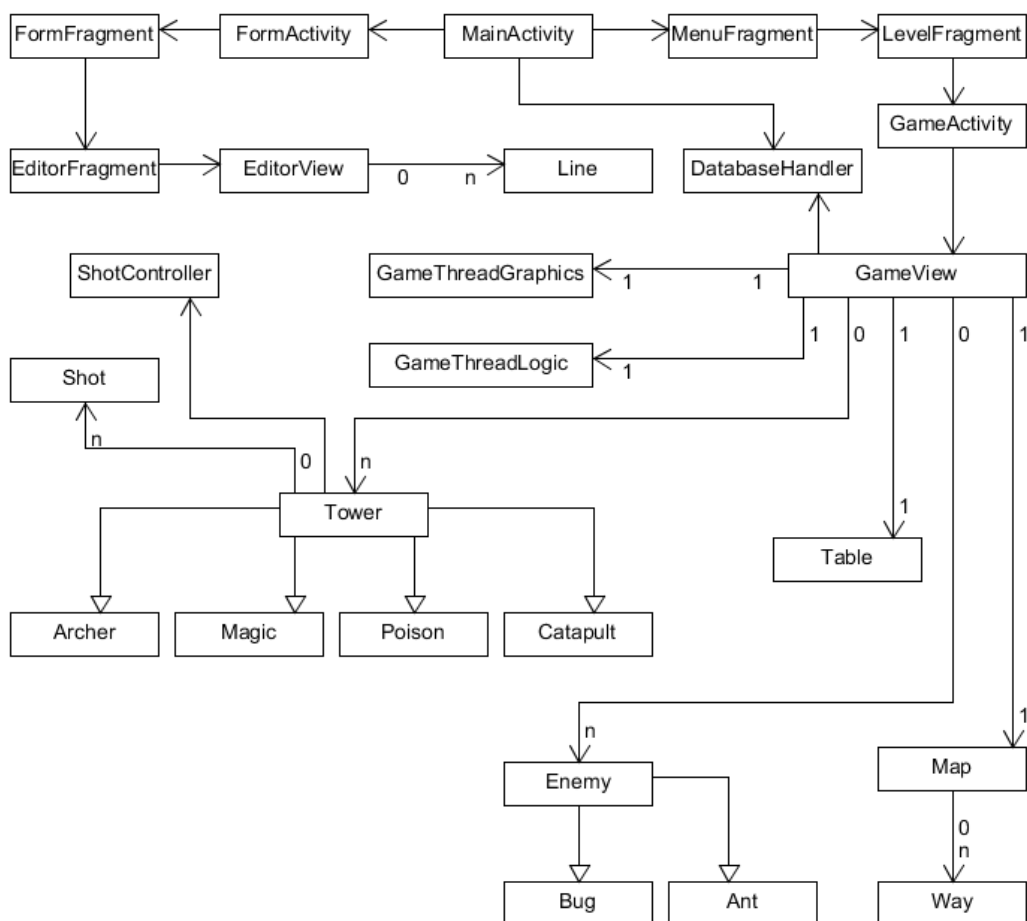 FormFragment
FormActivity
MainActivity
MenuFragment
LevelFragment
GameActivity
EditorFragment
EditorView
0
n
Line
DatabaseHandler
ShotController
GameThreadGraphics
1
1
GameView
1
0
1
0
1
GameThreadLogic
1
Shot
n
0
n
Tower
1
Table
Archer
Magic
Poison
Catapult
n
1
Enemy
Map
0
n
Bug
Ant
Way